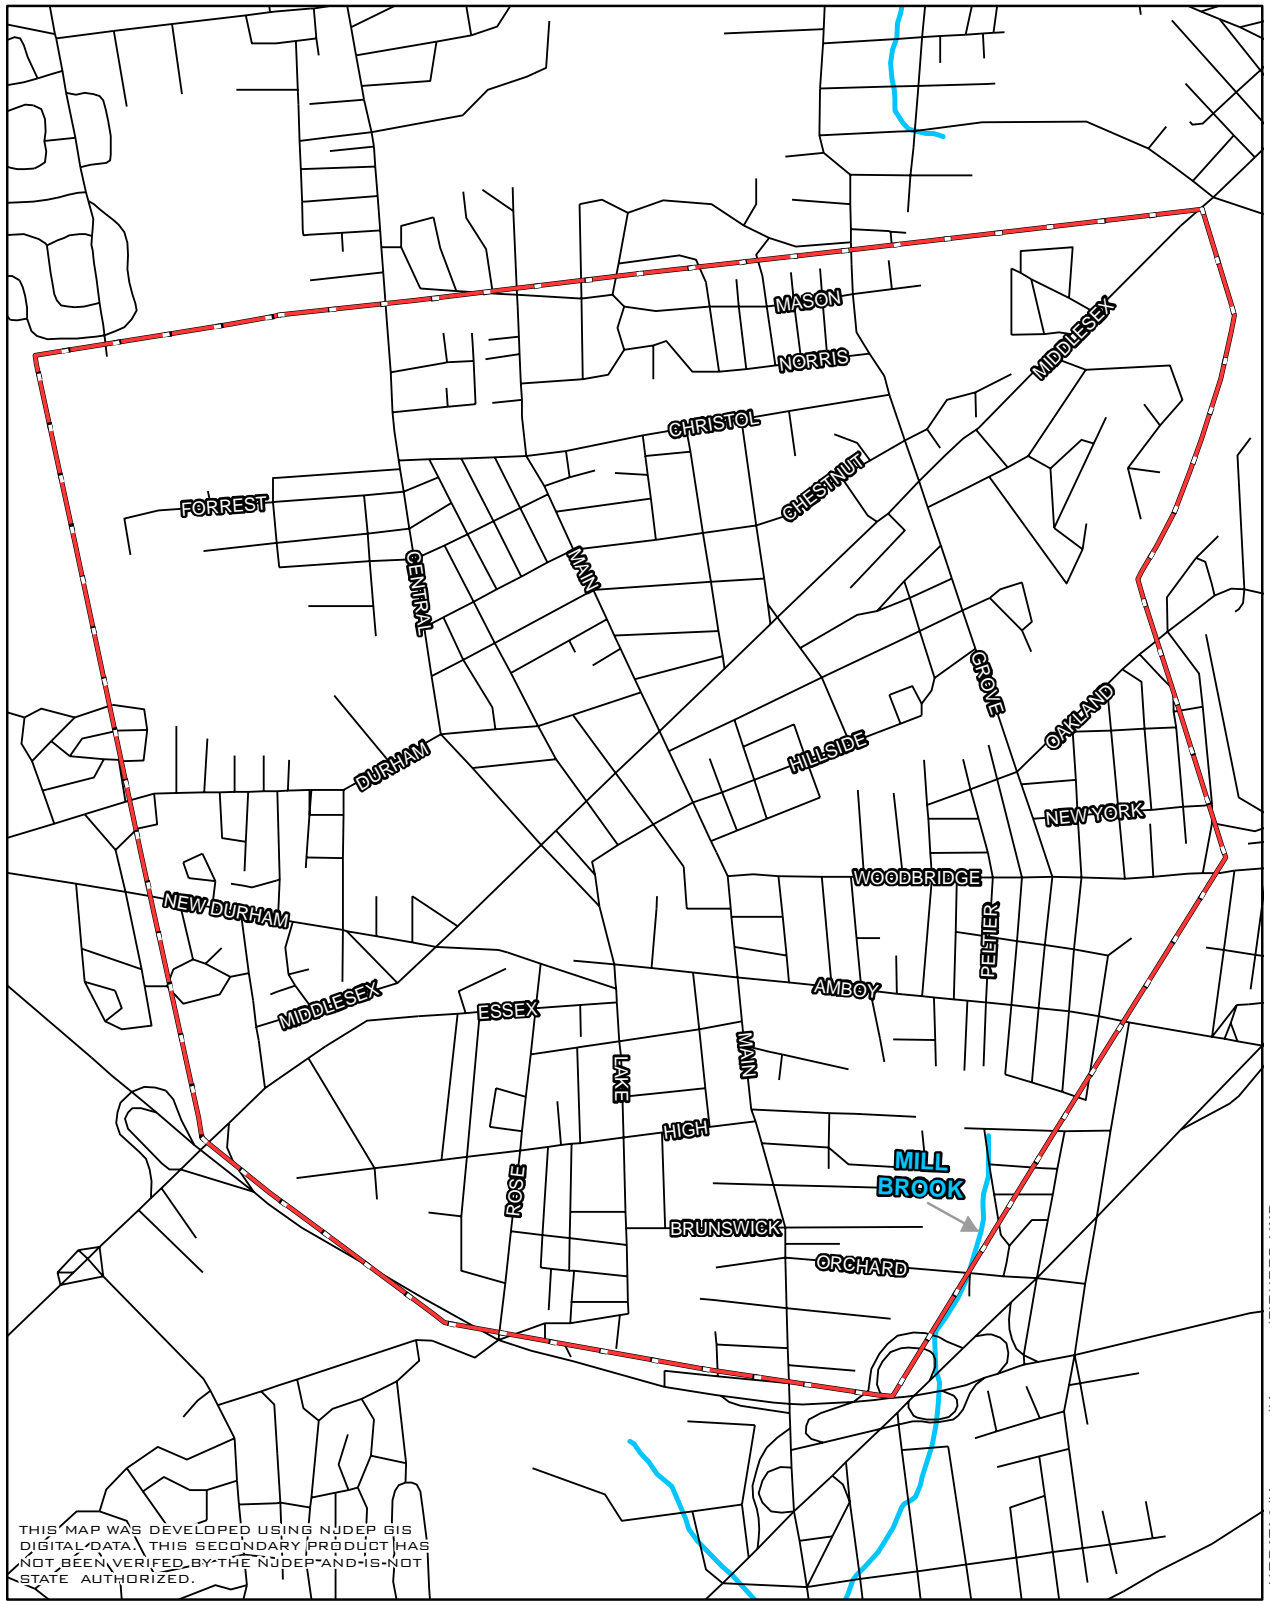 MASON
MIDDLESEX
NORRIS
CHRISTOL
CHESTNUT
FORREST
CENTRAL
MAIN
GROVE
OAKLAND
DURHAM
HILLSIDE
NEW YORK
WOODBRIDGE
NEW DURHAM
PELTIER
AMBOY
MIDDLESEX
ESSEX
MAIN
LAKE
HIGH
MILL
BROOK
ROSE
BRUNSWICK
ORCHARD
THIS MAP WAS DEVELOPED USING NJDEP GIS
DIGITAL DATA. THIS SECONDARY PRODUCT HAS
NOT BEEN VERIFED BY THE NJDEP AND IS NOT
STATE AUTHORIZED.